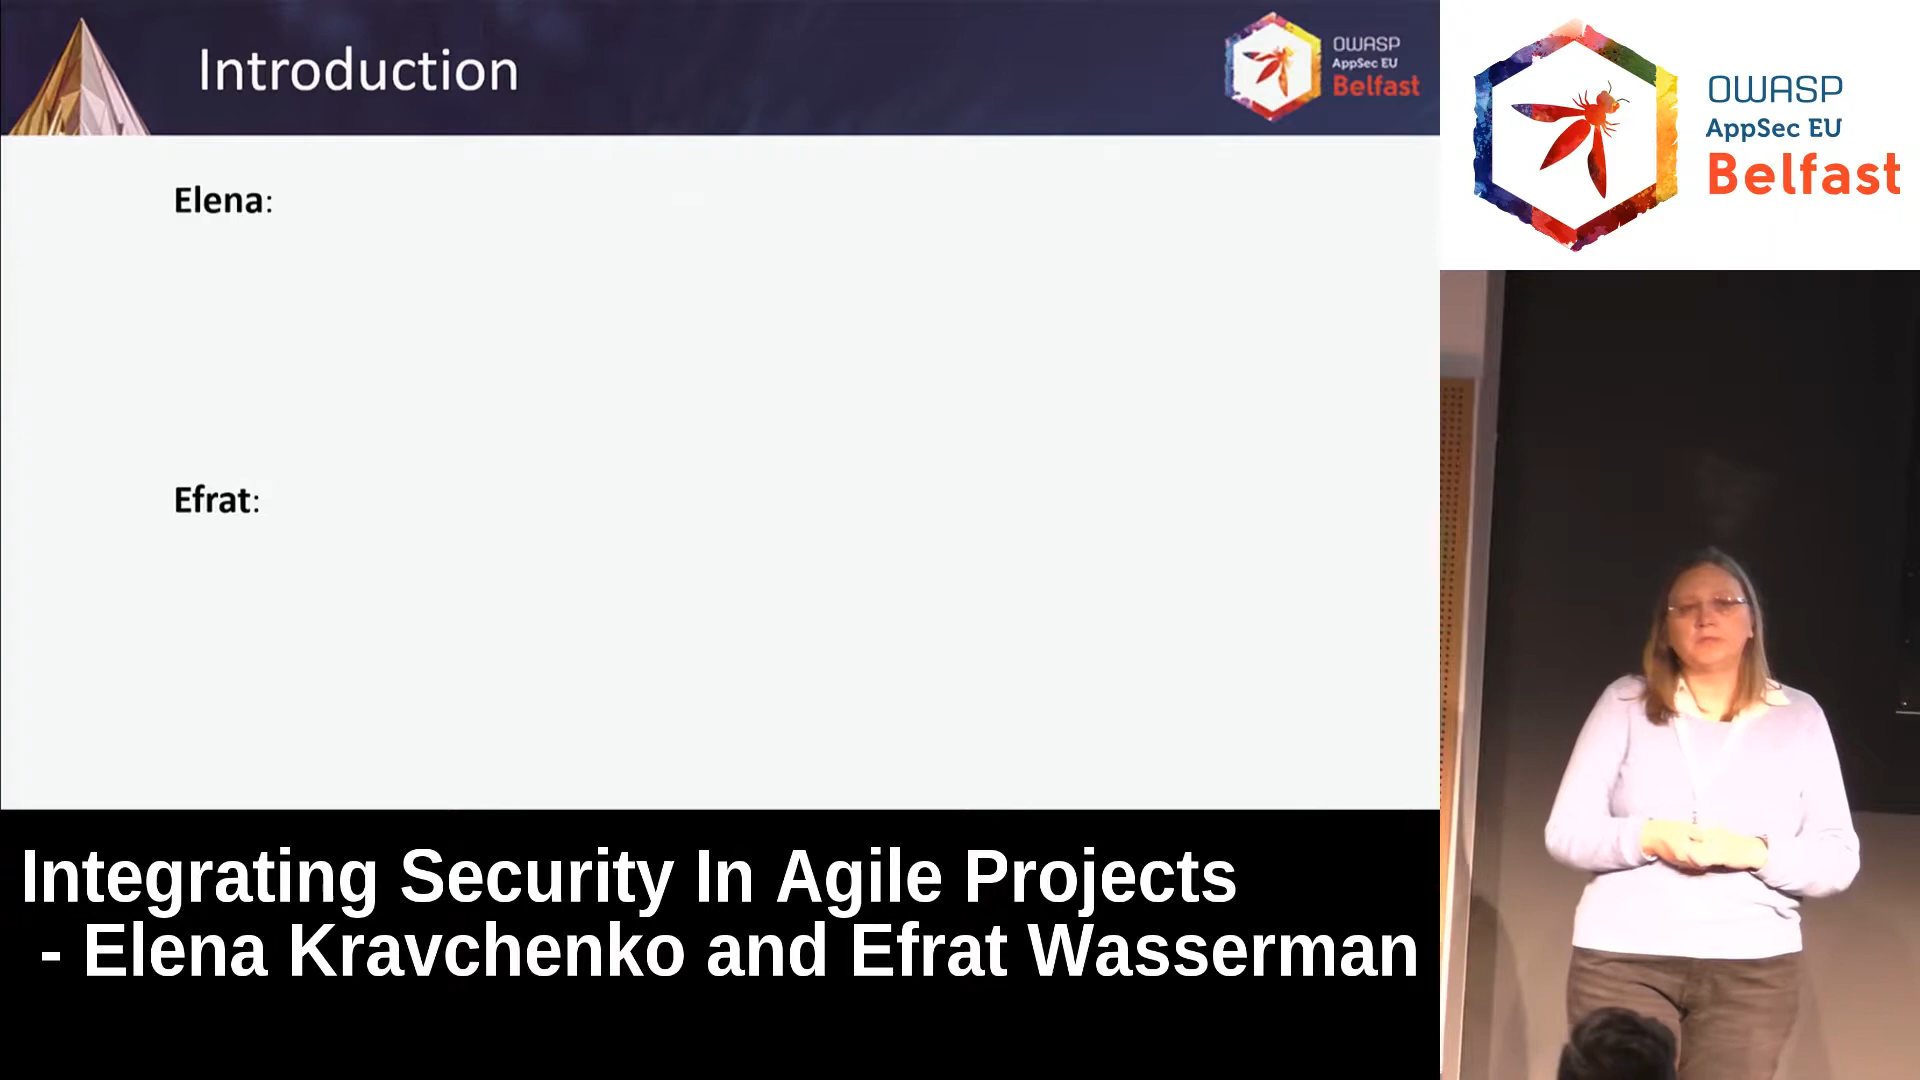 Introduction
OWASP
AppSec EU
Belfast
OWASP
AppSec EU
Belfast
Elena:
Efrat:
Integrating Security In Agile Projects
- Elena Kravchenko and Efrat Wasserman